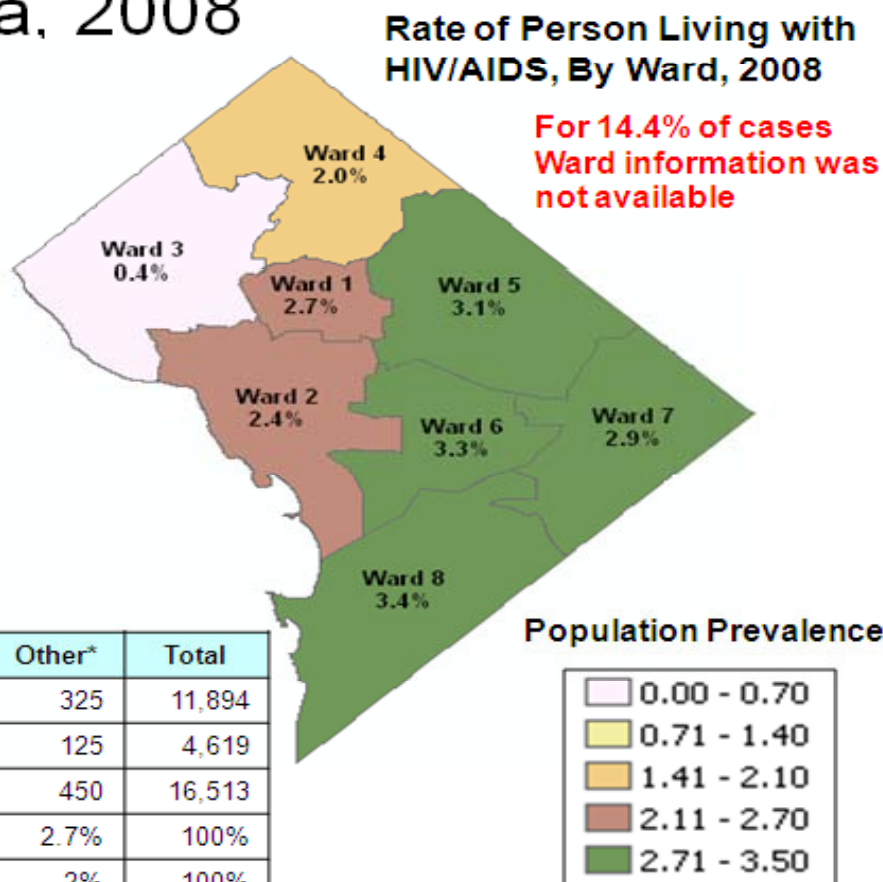 a, 2008
Rate of Person Living with
HIV/AIDS, By Ward, 2008
For 14.4% of cases
Ward information was
not available
Ward 4
2.0%
Ward 3
0.4%
Ward 1
2.7%
Ward 5
3.1%
Ward 2
2.4%
Ward 6
3.3%
Ward 7
2.9%
Ward 8
3.4%
Other* Total
325 11,894
125 4,619
450 16,513
2.7% 100%
2% 100%
Population Prevalence
0.00 - 0.70
0.71 - 1.40
1.41 - 2.10
2.11 - 2.70
2.71 - 3.50